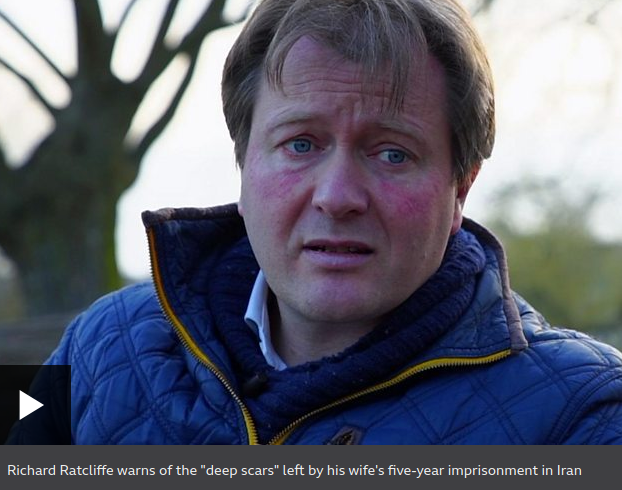 Richard Ratcliffe warns of the "deep scars" left by his wife's five-year imprisonment in Iran